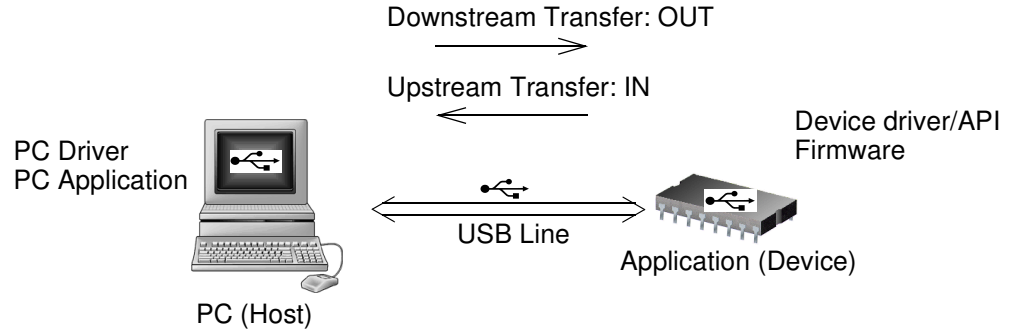 Downstream Transfer: OUT
Upstream Transfer: IN
Device driver/API
Firmware
PC Driver
PC Application
USB Line
Application (Device)
PC (Host)